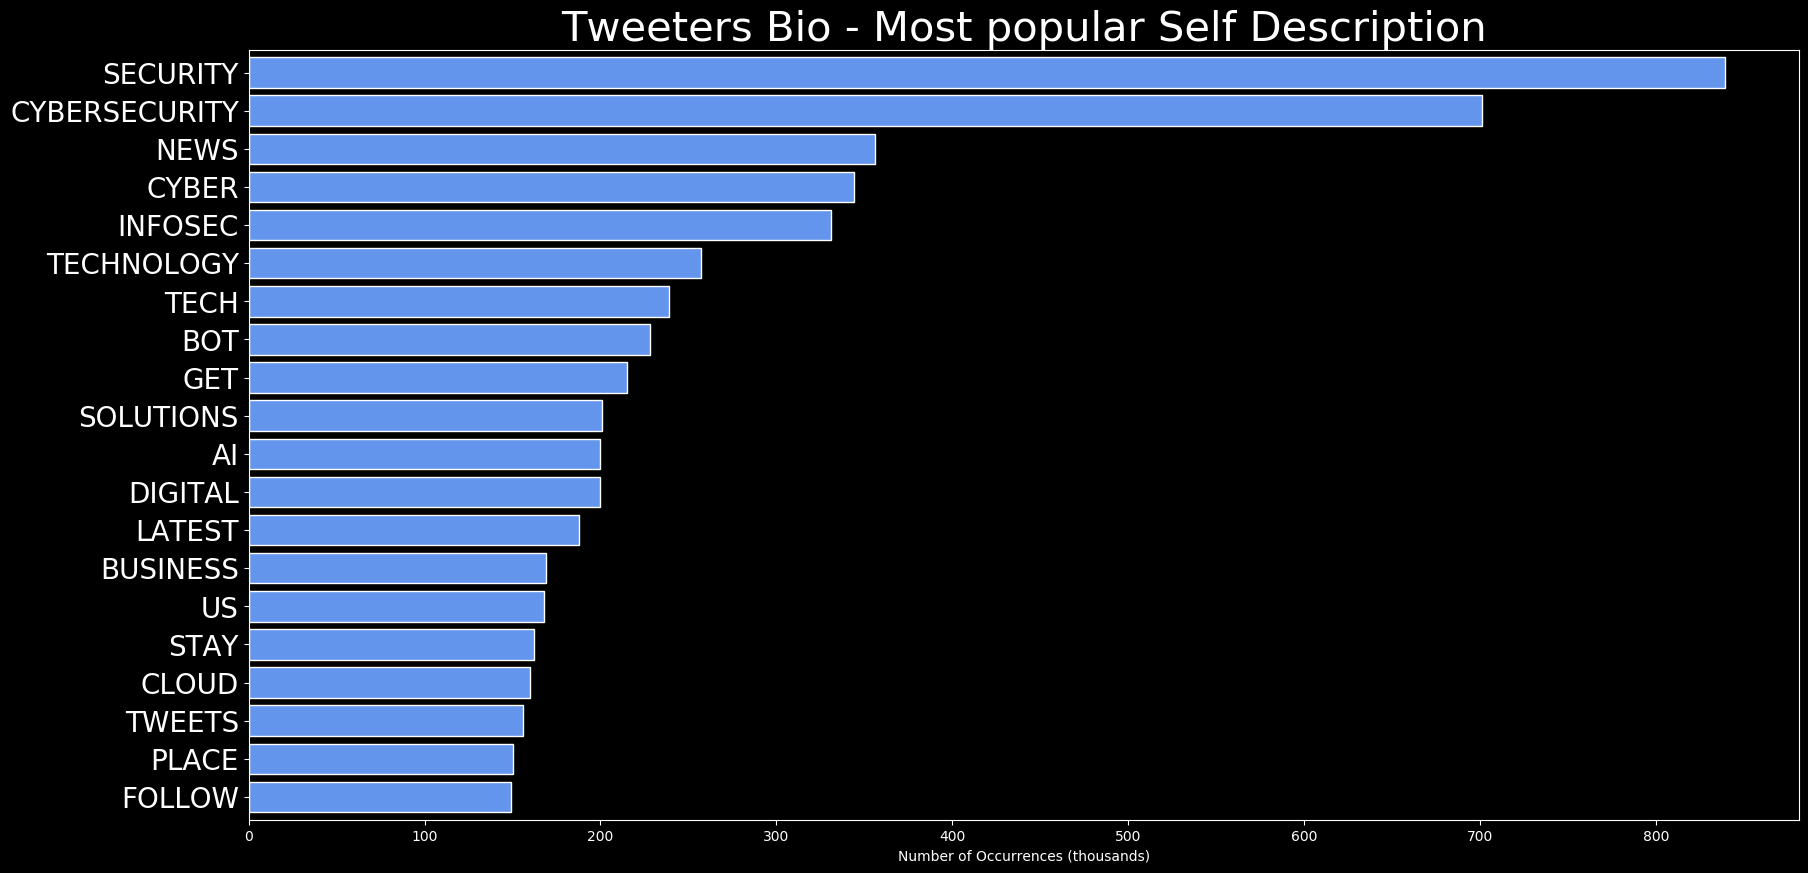 Tweeters Bio - Most popular Self Description
SECURITY
CYBERSECURITY
NEWS
CYBER
INFOSEC
TECHNOLOGY
TECH
BOT
GET
SOLUTIONS
AI
DIGITAL
LATEST
BUSINESS
US
STAY
CLOUD
TWEETS
PLACE
FOLLOW
0 100 200 300 400 500 600 700 800
Number of Occurrences (thousands)